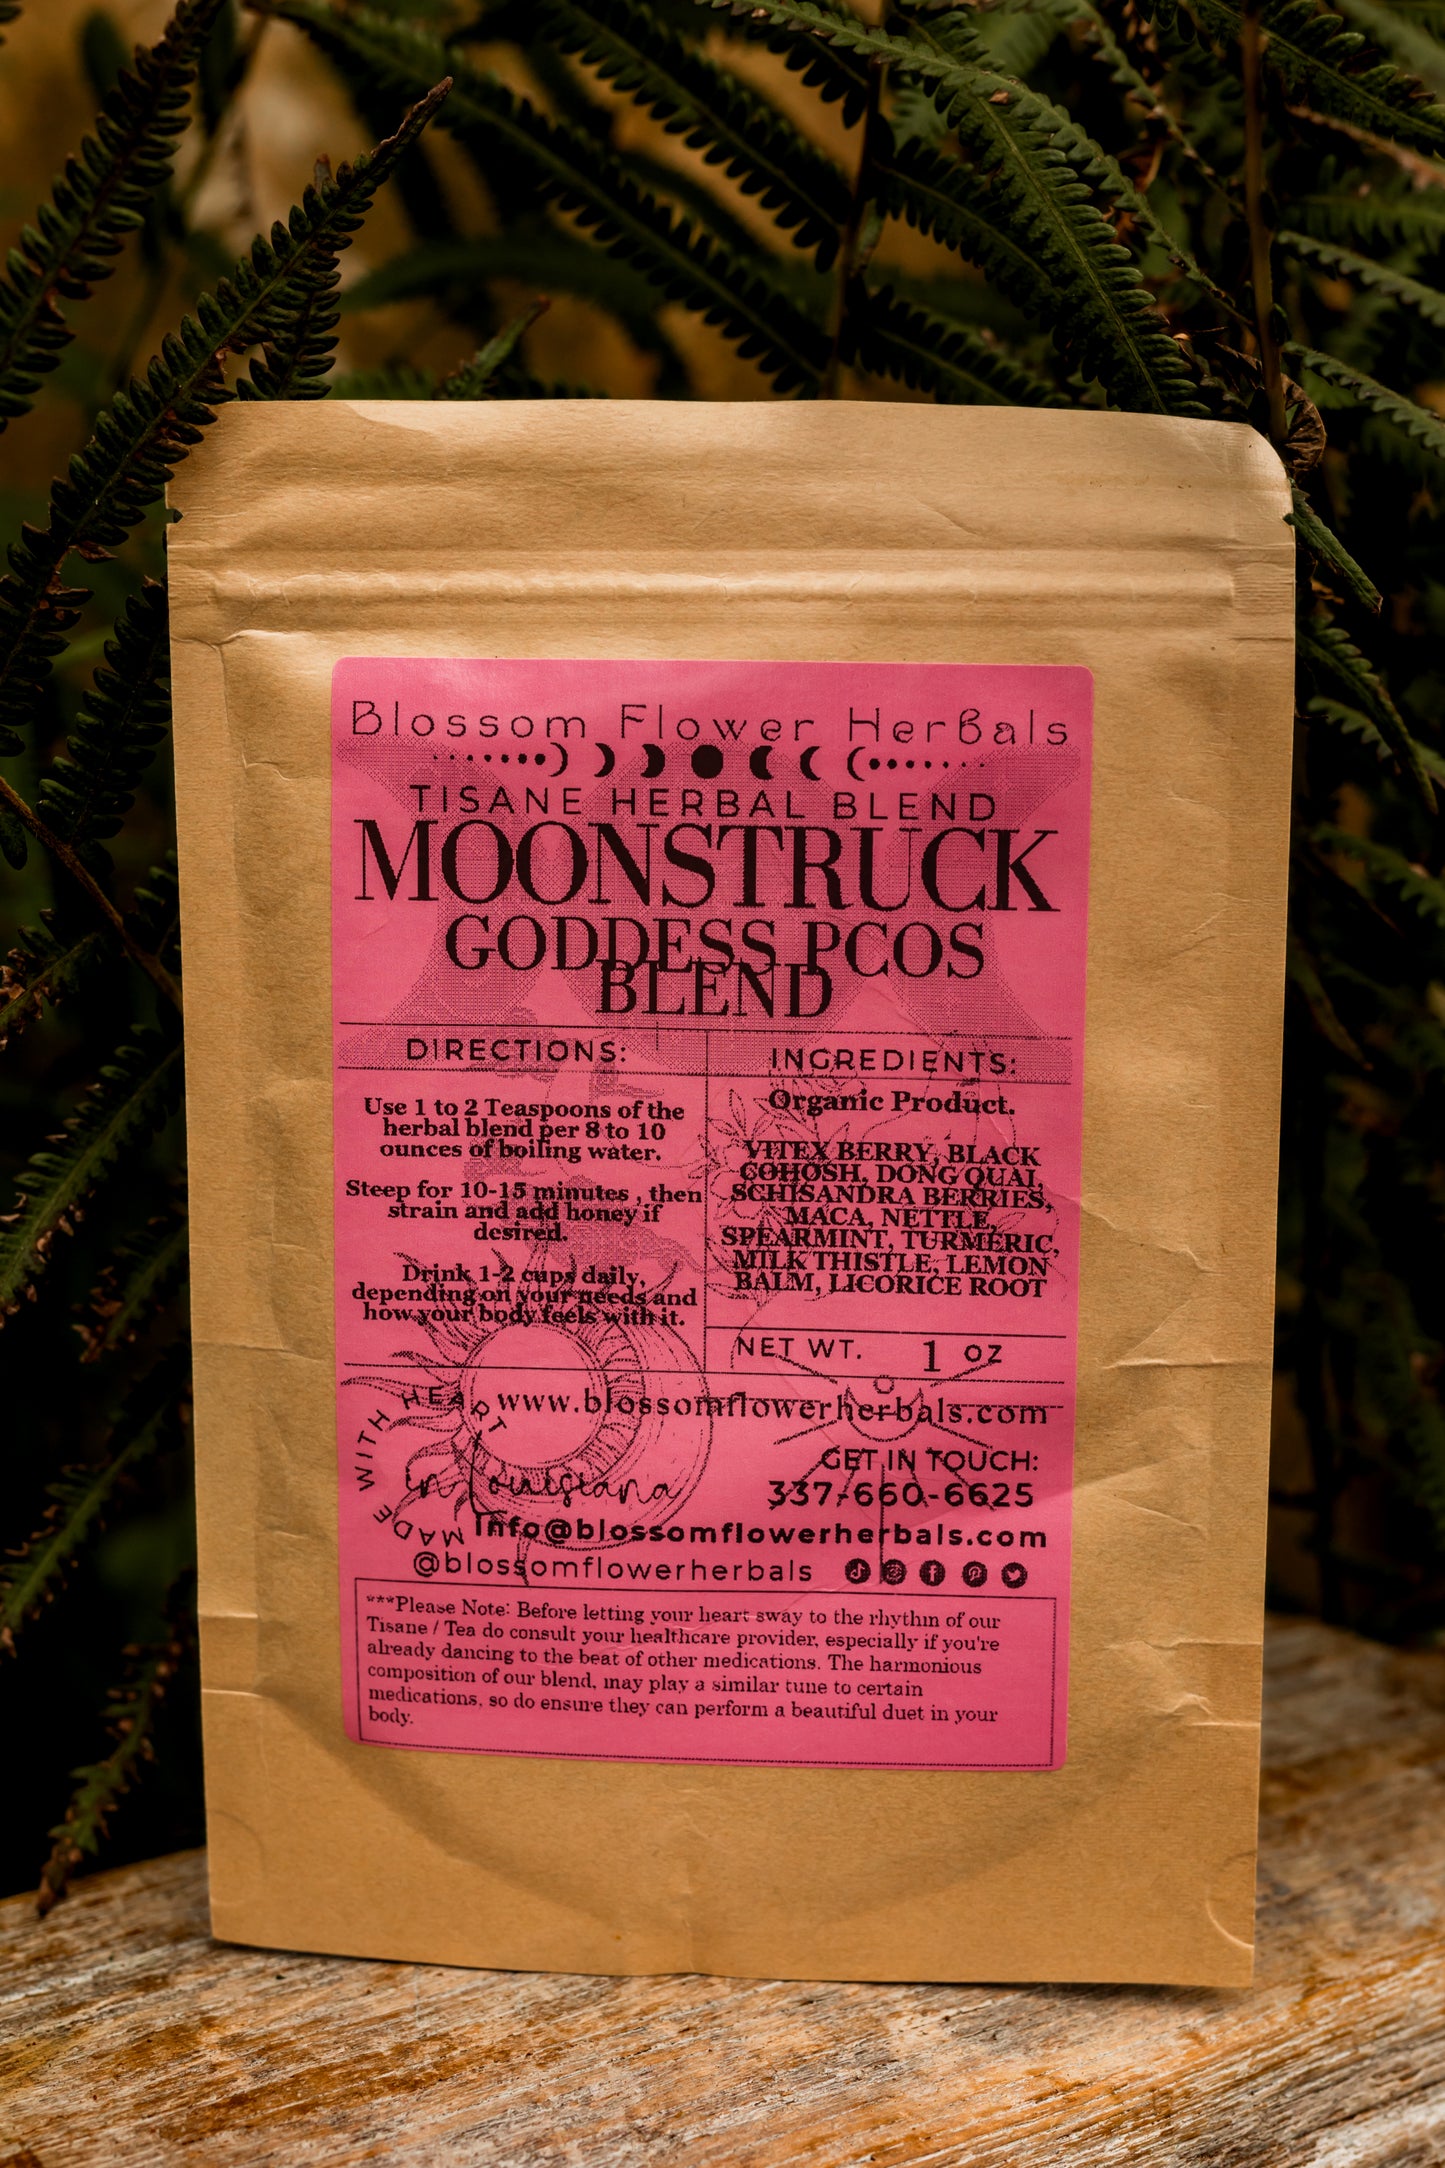 Blossom Flower Herbals
TISANE HERBAL BLEND
MOONSTRUCK
GODDESS PCOS
BLEND
DIRECTIONS:
Use 1 to 2 Teaspoons of the
herbal blend per 8 to 10
ounces of boiling water.
Steep for 10-15 minutes , then
strain and add honey if
desired.
Drink 1-2 cups daily,
depending on your needs and
how your body feels with it.
INGREDIENTS:
Organic Product.
VITEX BERRY, BLACK
COHOSH, DONG QUAI,
SCHISANDRA BERRIES,
MACA, NETTLE,
SPEARMINT, TURMERIC,
MILK THISTLE, LEMON
BALM, LICORICE ROOT
NET WT. 1 OZ
www.blossomflowerherbals.com
MADE WITH HEART
in Louisiana
GET IN TOUCH:
337-660-6625
Info@blossomflowerherbals.com
@blossomflowerherbals
***Please Note: Before letting your heart sway to the rhythm of our
Tisane / Tea do consult your healthcare provider, especially if you're
already dancing to the beat of other medications. The harmonious
composition of our blend, may play a similar tune to certain
medications, so do ensure they can perform a beautiful duet in your
body.